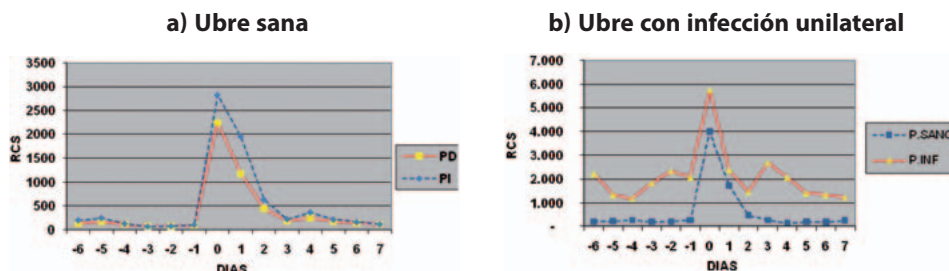 a) Ubre sana
3500
3000
2500
2000
1500
1000
500
0
RCS
-6 -5 -4 -3 -2 -1 0 1 2 3 4 5 6 7
DIAS
PD
PI
b) Ubre con infección unilateral
7.000
6.000
5.000
4.000
3.000
2.000
1.000
-
RCS
-6 -5 -4 -3 -2 -1 0 1 2 3 4 5 6 7
DIAS
P.SANO
P.INF